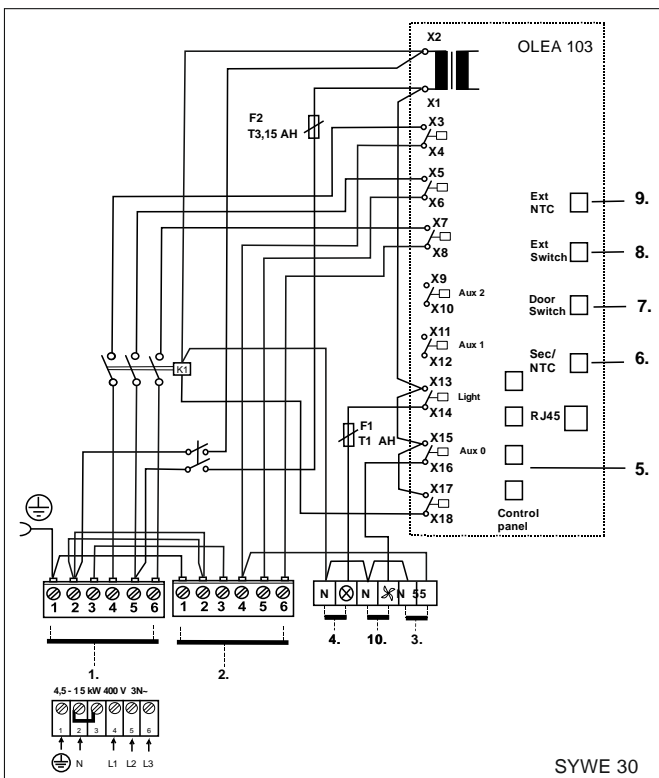 X2
OLEA 103
X1
F2
T3,15 AH
X3
X4
X5
X6
Ext
NTC
9.
X7
X8
Ext
Switch
8.
X9
X10
Aux 2
Door
Switch
7.
X11
X12
Aux 1
Sec/
NTC
6.
K1
X13
X14
Light
RJ45
F1
T1 AH
X15
X16
Aux 0
5.
X17
X18
Control
panel
1 2 3 4 5 6
1 2 3 4 5 6
N N N 55
4. 10. 3.
1. 2.
4,5 - 15 kW 400 V 3N~
1 2 3 4 5 6
N L1 L2 L3
SYWE 30